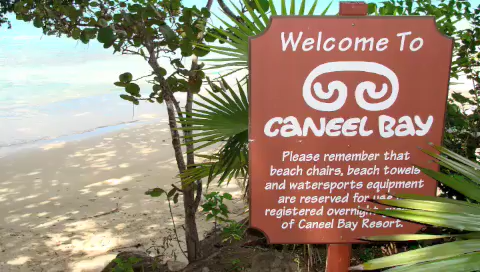 Welcome To
CANEEL BAY
Please remember that
beach chairs, beach towels
and watersports equipment
are reserved for use
registered overnight
of Caneel Bay Resort.